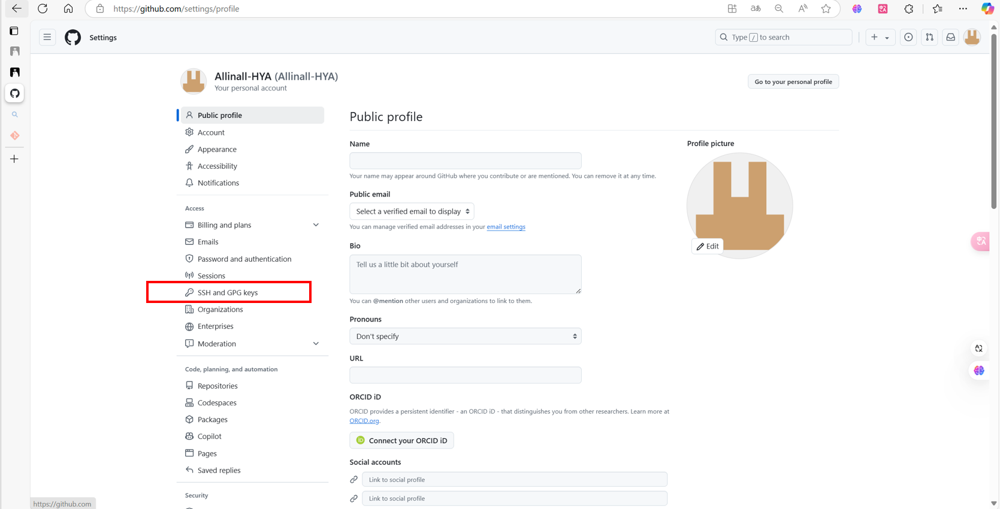 https://github.com/settings/profile
Settings
Type / to search
Allinall-HYA (Allinall-HYA)
Your personal account
Go to your personal profile
Public profile
Account
Appearance
Accessibility
Notifications
Access
Billing and plans
Emails
Password and authentication
Sessions
SSH and GPG keys
Organizations
Enterprises
Moderation
Code, planning, and automation
Repositories
Codespaces
Packages
Copilot
Pages
Saved replies
Security
Public profile
Name
Your name may appear around GitHub where you contribute or are mentioned. You can remove it at any time.
Public email
Select a verified email to display
You can manage verified email addresses in your email settings
Bio
Tell us a little bit about yourself
You can @mention other users and organizations to link to them.
Pronouns
Don't specify
URL
ORCID iD
ORCID provides a persistent identifier - an ORCID iD - that distinguishes you from other researchers. Learn more at
ORCID.org.
iD Connect your ORCID iD
Social accounts
Link to social profile
Link to social profile
Profile picture
Edit
https://github.com